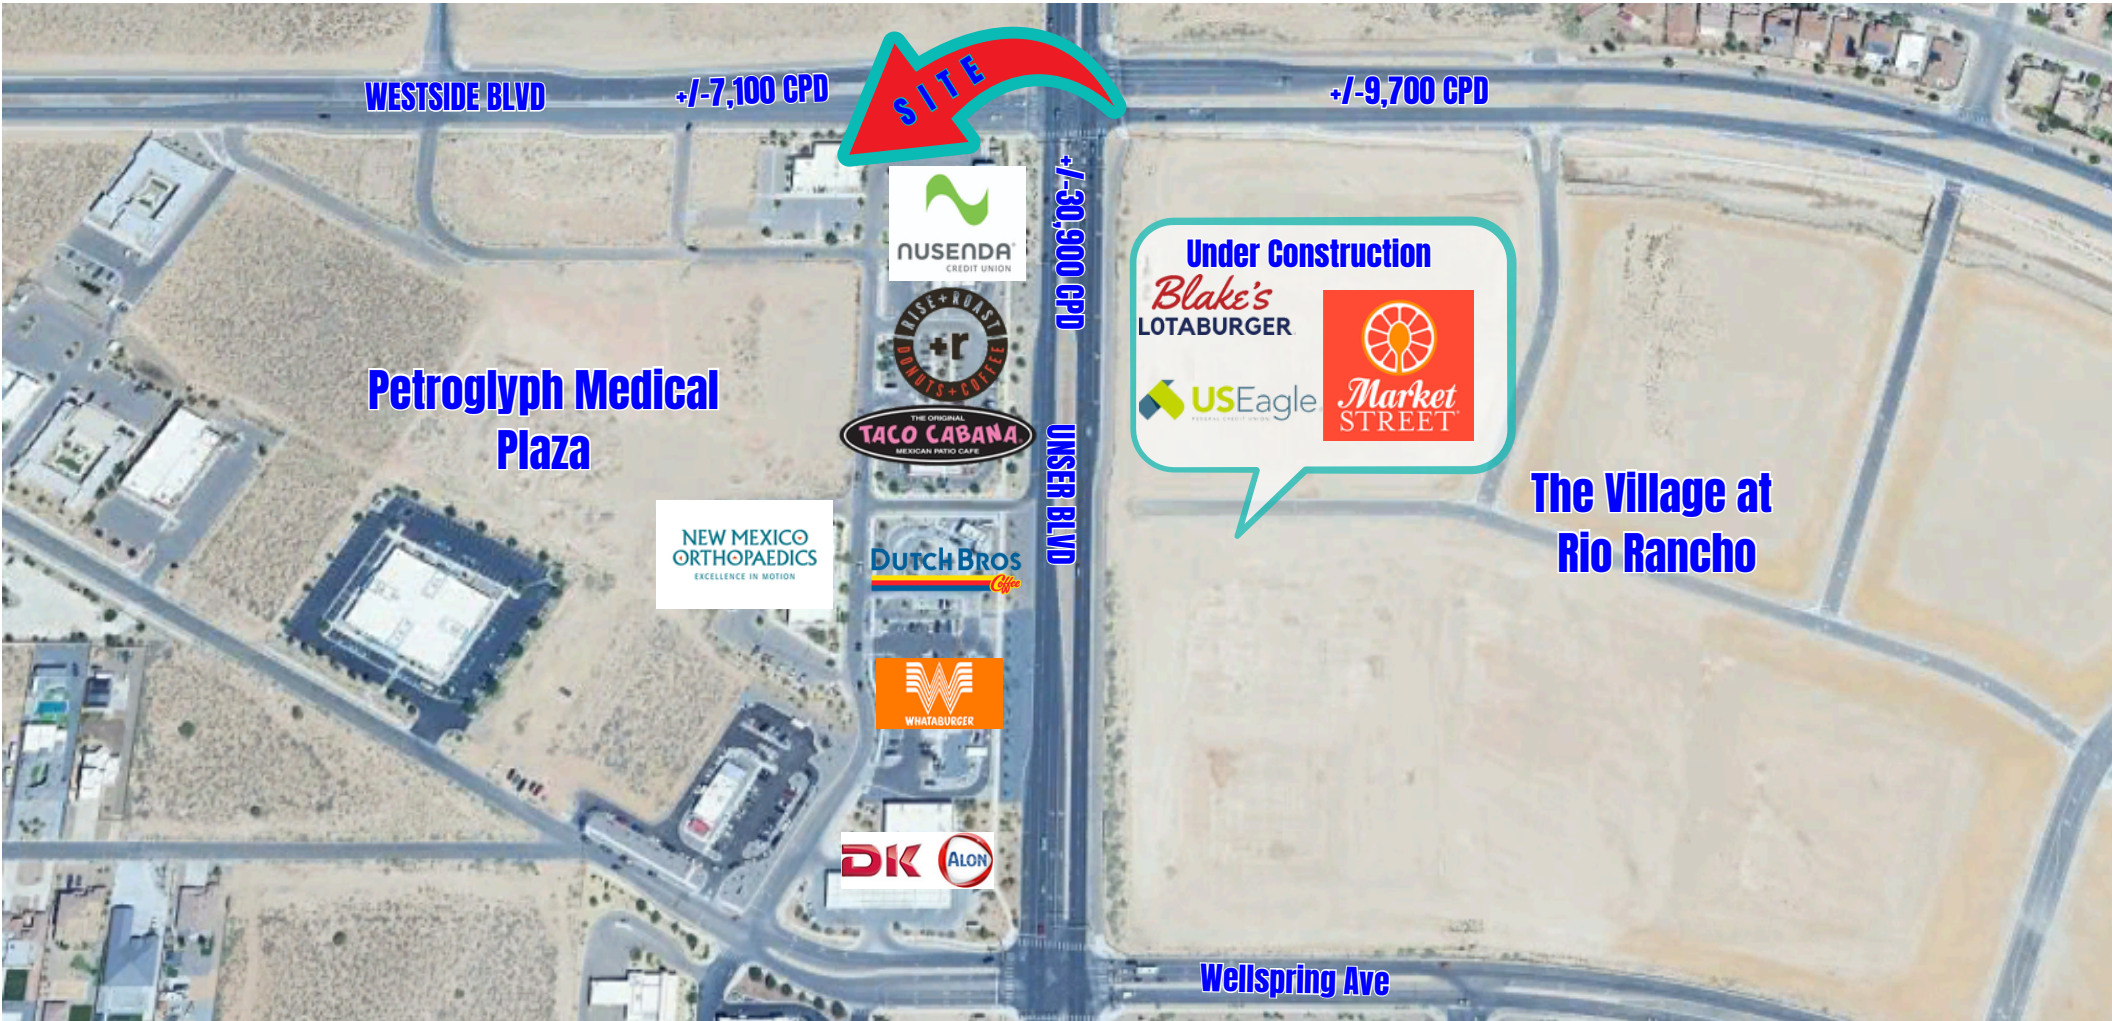 WESTSIDE BLVD
+/-7,100 CPD
SITE
+/-9,700 CPD
+/-30,900 CPD
NUSENDA
CREDIT UNION
RISE+ROAST
+r
DONUTS+COFFEE
THE ORIGINAL
TACO CABANA
MEXICAN PATIO CAFE
Under Construction
Blake's
LOTABURGER
USEagle
FEDERAL CREDIT UNION
Market
STREET
Petroglyph Medical
Plaza
UNSER BLVD
The Village at
Rio Rancho
NEW MEXICO
ORTHOPAEDICS
EXCELLENCE IN MOTION
DUTCH BROS
Coffee
WHATABURGER
DK
ALON
Wellspring Ave